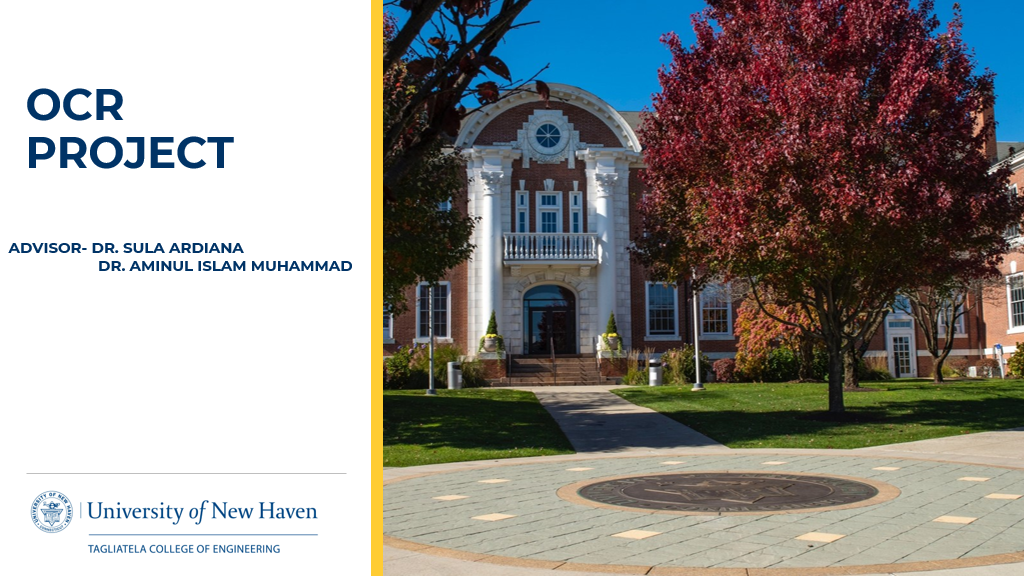 OCR
PROJECT
ADVISOR- DR. SULA ARDIANA
DR. AMINUL ISLAM MUHAMMAD
University of New Haven
TAGLIATELA COLLEGE OF ENGINEERING